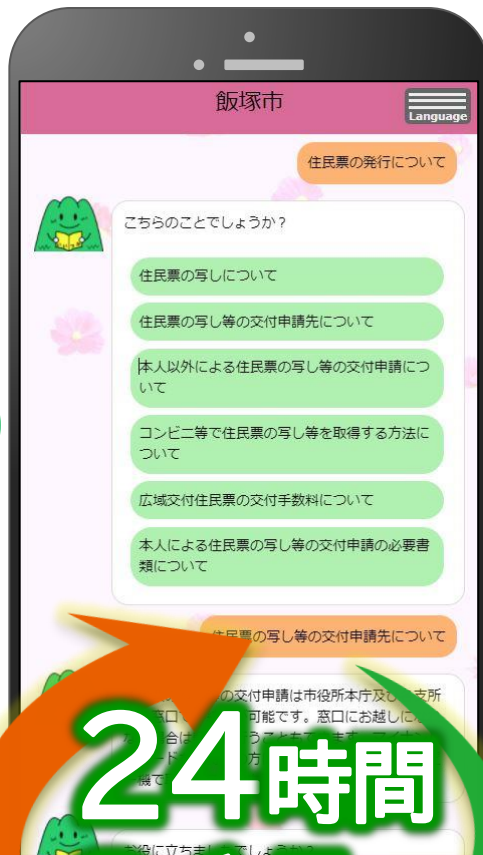 飯塚市
Language
住民票の発行について
こちらのことでしょうか？
住民票の写しについて
住民票の写し等の交付申請先について
本人以外による住民票の写し等の交付申請につ
いて
コンビニ等で住民票の写し等を取得する方法に
ついて
広域交付住民票の交付手数料について
本人による住民票の写し等の交付申請の必要書
類について
住民票の写し等の交付申請先について
の交付申請は市役所本庁及び 支所
窓口で 可能です。窓口にお越しに
24時間
お役に立ちましたでしょうか？